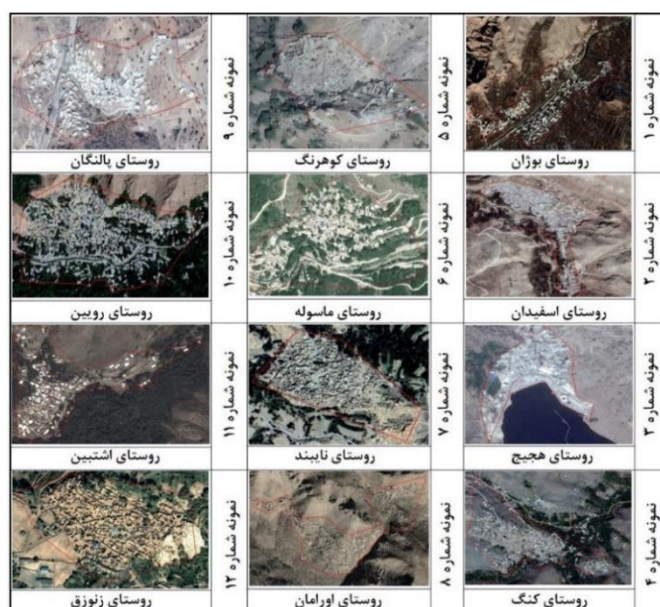 نمونه شماره ۱
روستای بوژان
نمونه شماره ۲
روستای اسفیدان
نمونه شماره ۳
روستای هجیج
نمونه شماره ۴
روستای کنگ
نمونه شماره ۵
روستای کوهرنگ
نمونه شماره ۶
روستای ماسوله
نمونه شماره ۷
روستای نایبند
نمونه شماره ۸
روستای اورامان
نمونه شماره ۹
روستای پالنگان
نمونه شماره ۱۰
روستای رویین
نمونه شماره ۱۱
روستای اشتبین
نمونه شماره ۱۲
روستای زنوزق